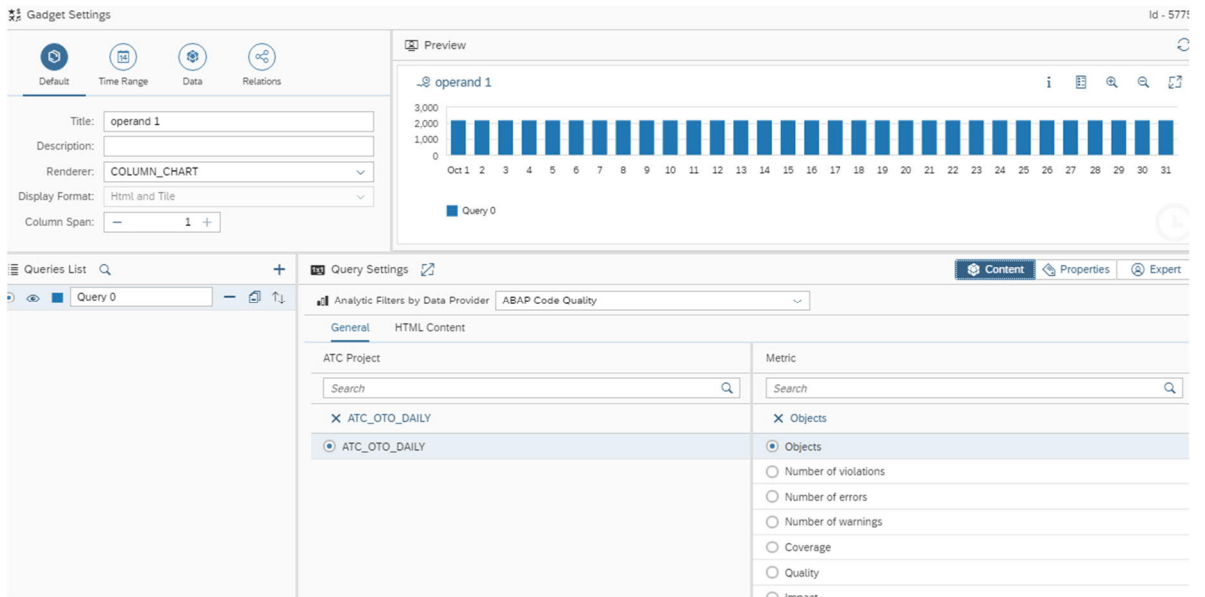 Gadget Settings
Id - 5775
Default
Time Range
Data
Relations
Title: operand 1
Description:
Renderer: COLUMN_CHART
Display Format: Html and Tile
Column Span: 1
Preview
operand 1
3,000
2,000
1,000
0
Oct 1 2 3 4 5 6 7 8 9 10 11 12 13 14 15 16 17 18 19 20 21 22 23 24 25 26 27 28 29 30 31
Query 0
Queries List
Query 0
Query Settings
Content
Properties
Expert
Analytic Filters by Data Provider ABAP Code Quality
General
HTML Content
ATC Project
Search
ATC_OTO_DAILY
ATC_OTO_DAILY
Metric
Search
Objects
Objects
Number of violations
Number of errors
Number of warnings
Coverage
Quality